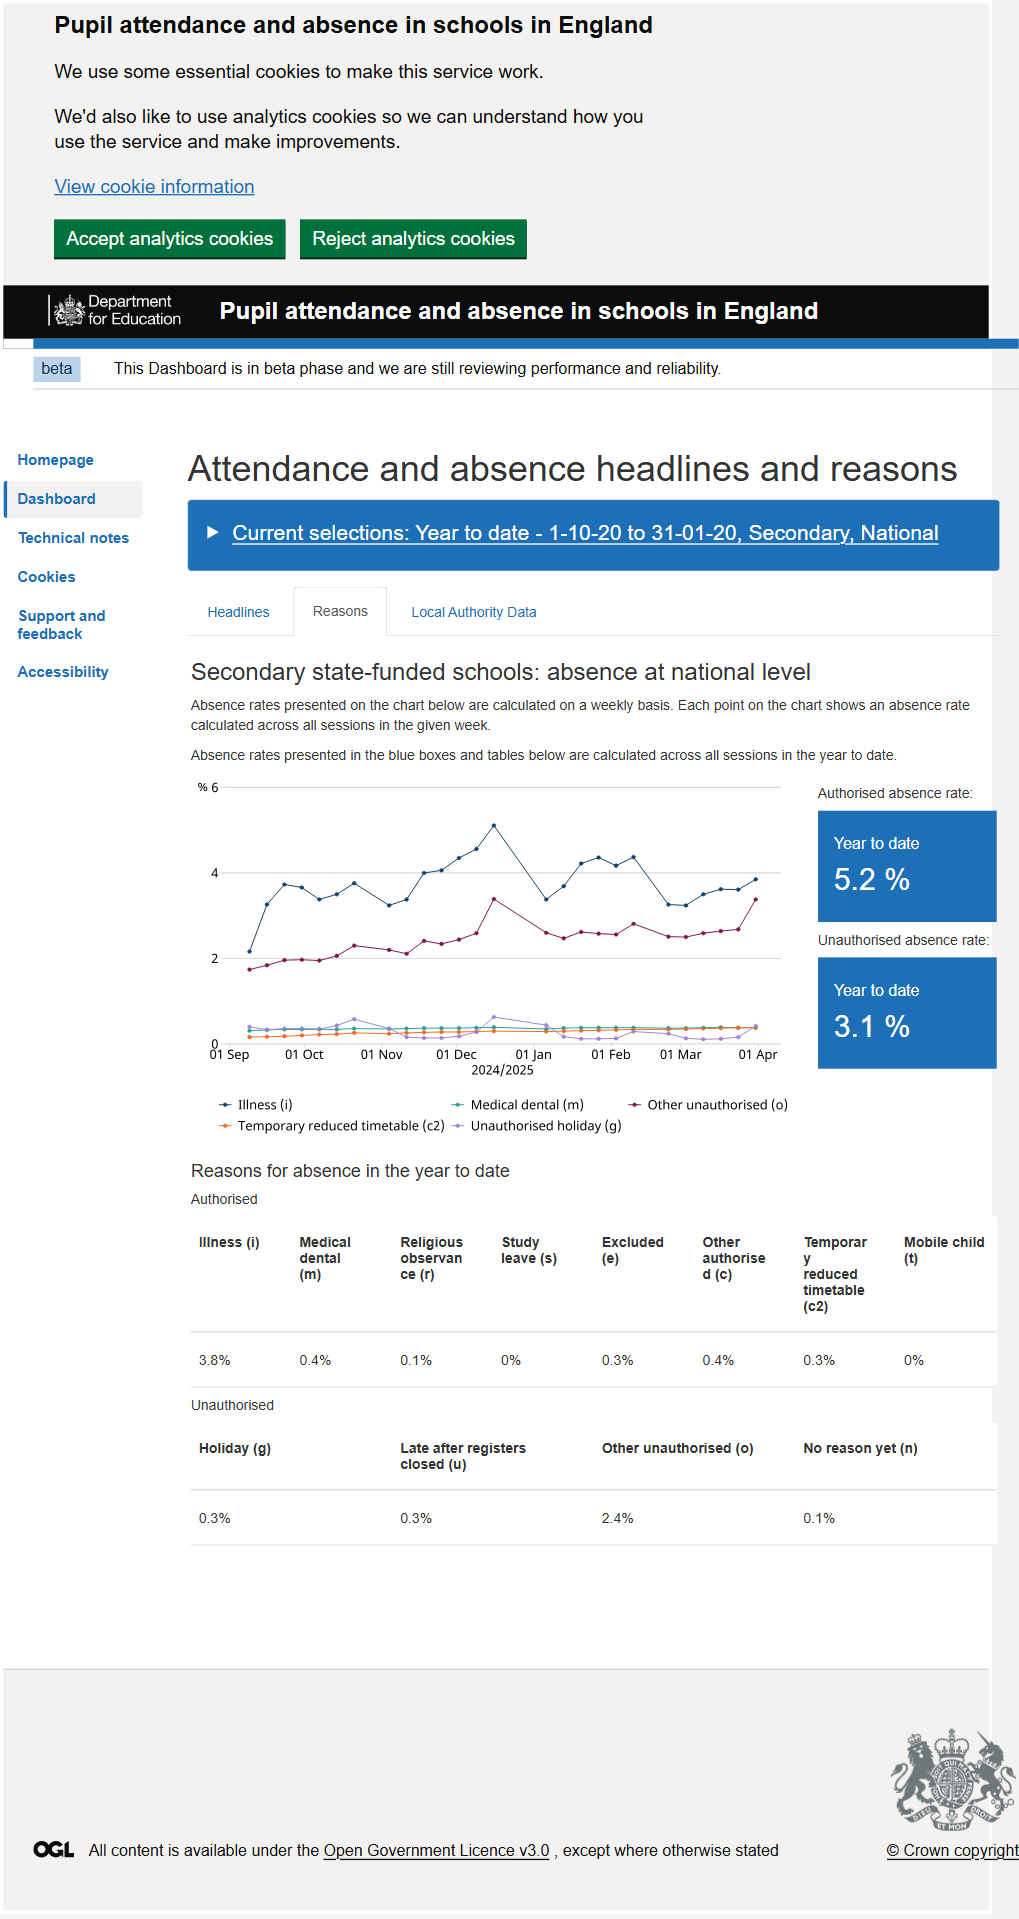 Pupil attendance and absence in schools in England
We use some essential cookies to make this service work.
We'd also like to use analytics cookies so we can understand how you
use the service and make improvements.
View cookie information
Accept analytics cookies Reject analytics cookies
Department
for Education
Pupil attendance and absence in schools in England
beta This Dashboard is in beta phase and we are still reviewing performance and reliability.
Homepage
Dashboard
Technical notes
Cookies
Support and
feedback
Accessibility
Attendance and absence headlines and reasons
Current selections: Year to date - 1-10-20 to 31-01-20, Secondary, National
Headlines Reasons Local Authority Data
Secondary state-funded schools: absence at national level
Absence rates presented on the chart below are calculated on a weekly basis. Each point on the chart shows an absence rate
calculated across all sessions in the given week.
Absence rates presented in the blue boxes and tables below are calculated across all sessions in the year to date.
% 6
4
2
0
01 Sep 01 Oct 01 Nov 01 Dec 01 Jan 01 Feb 01 Mar 01 Apr
2024/2025
Illness (i) Medical dental (m) Other unauthorised (o)
Temporary reduced timetable (c2) Unauthorised holiday (g)
Authorised absence rate:
Year to date
5.2 %
Unauthorised absence rate:
Year to date
3.1 %
Reasons for absence in the year to date
Authorised
Illness (i) Medical Religious Study Excluded Other Temporar Mobile child
dental observan leave (s) (e) authorise y (t)
(m) ce (r) d (c) reduced
timetable
(c2)
3.8% 0.4% 0.1% 0% 0.3% 0.4% 0.3% 0%
Unauthorised
Holiday (g) Late after registers Other unauthorised (o) No reason yet (n)
closed (u)
0.3% 0.3% 2.4% 0.1%
DIEU ET MON DROIT
OGL All content is available under the Open Government Licence v3.0 , except where otherwise stated © Crown copyright